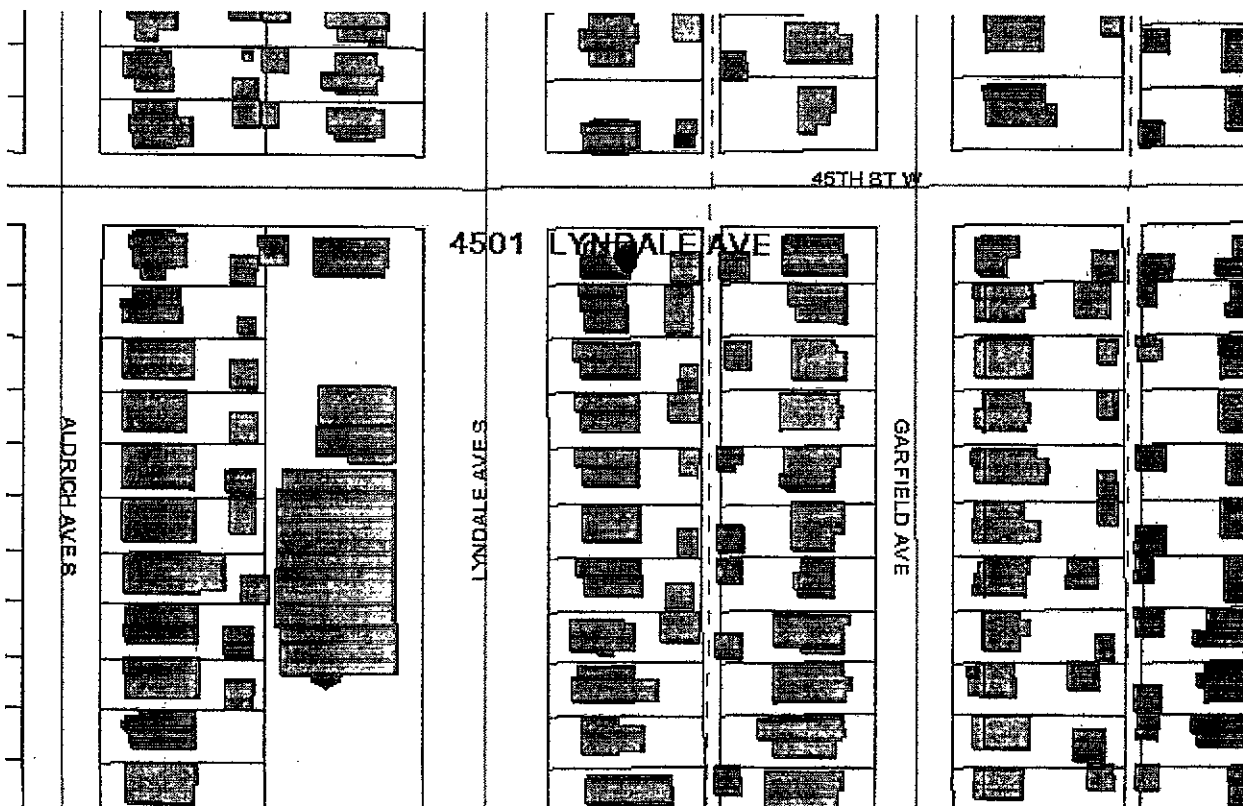 45TH ST W
4501 LYNDALE AVE
ALDRICH AVE S
LYNDALE AVE S
GARFIELD AVE